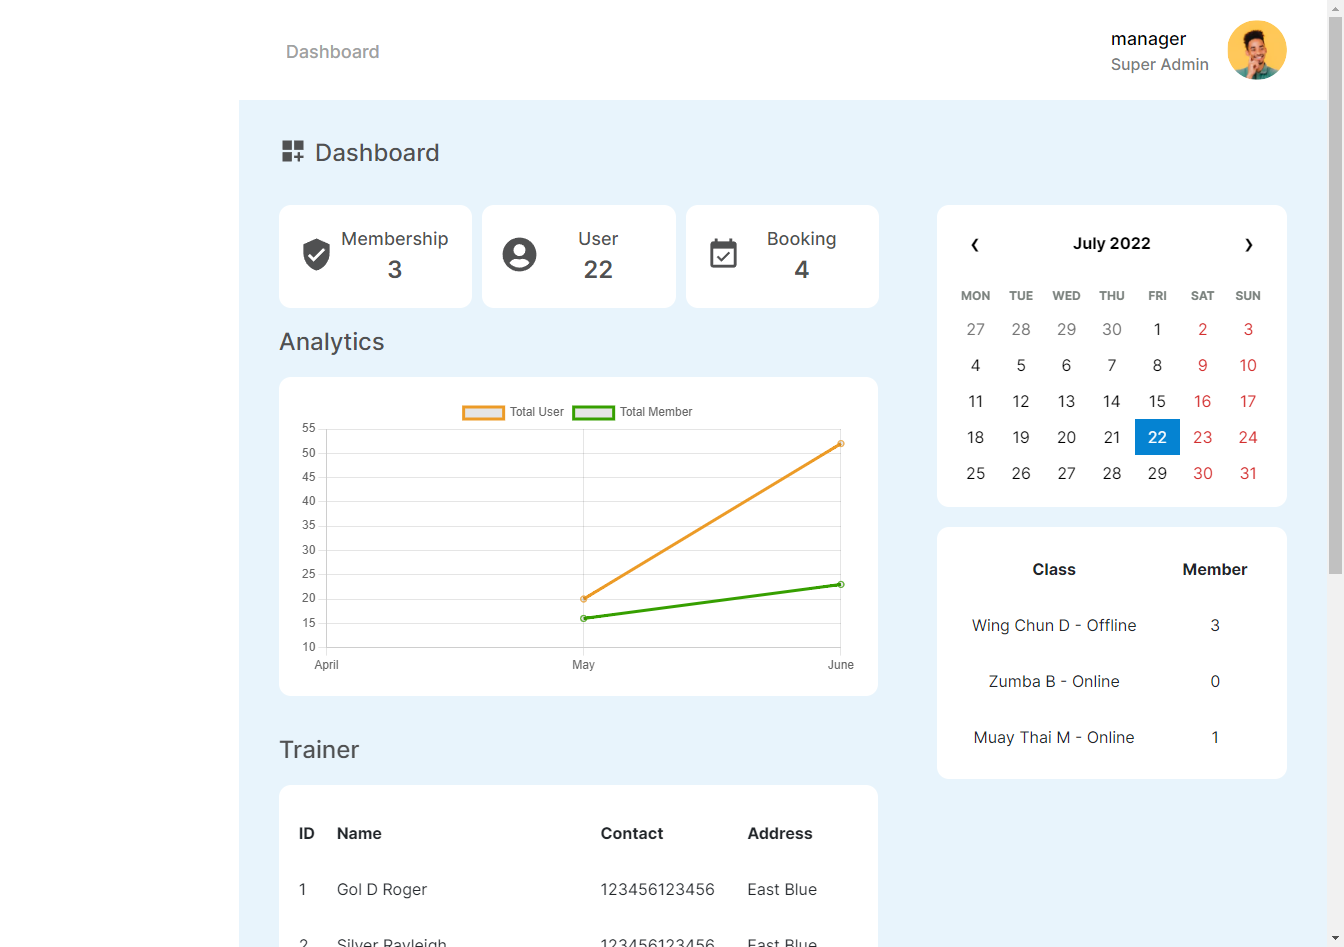 Dashboard
manager
Super Admin
Dashboard
Membership
3
User
22
Booking
4
Analytics
Total User Total Member
55
50
45
40
35
30
25
20
15
10
April May June
Trainer
ID Name Contact Address
1 Gol D Roger 123456123456 East Blue
2 Silver Rayleigh 123456123456 East Blue
❮ July 2022 ❯
MON TUE WED THU FRI SAT SUN
27 28 29 30 1 2 3
4 5 6 7 8 9 10
11 12 13 14 15 16 17
18 19 20 21 22 23 24
25 26 27 28 29 30 31
Class Member
Wing Chun D - Offline 3
Zumba B - Online 0
Muay Thai M - Online 1